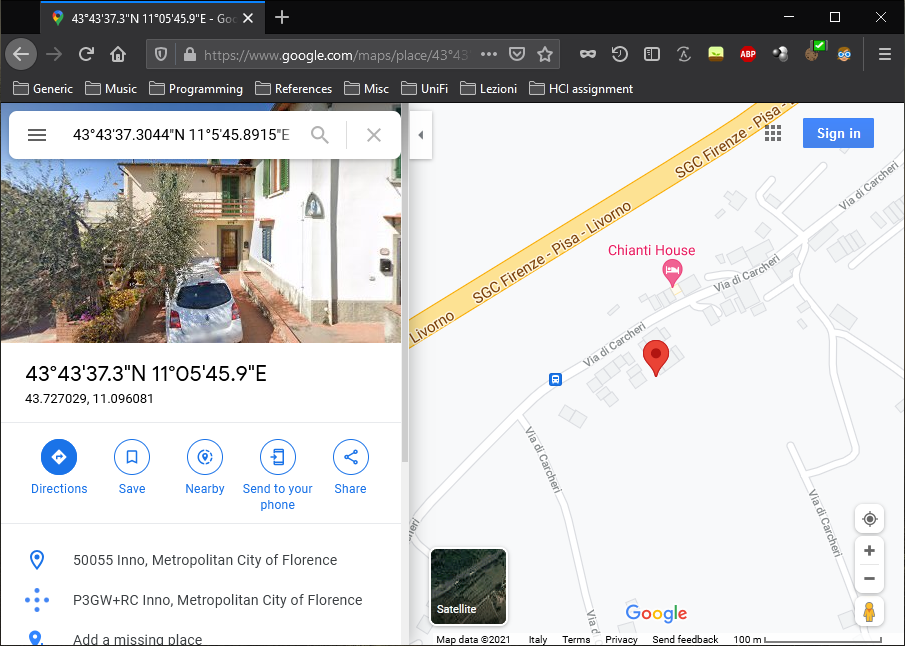 43°43'37.3"N 11°05'45.9"E - Goo
https://www.google.com/maps/place/43°43
ABP
Generic
Music
Programming
References
Misc
UniFi
Lezioni
HCI assignment
43°43'37.3044"N 11°5'45.8915"E
43°43'37.3"N 11°05'45.9"E
43.727029, 11.096081
Directions
Save
Nearby
Send to your
phone
Share
50055 Inno, Metropolitan City of Florence
P3GW+RC Inno, Metropolitan City of Florence
Add a missing place
Sign in
SGC Firenze - Pisa - Livorno
SGC Firenze - Pisa - Livorno
Livorno
Via di Carcheri
Chianti House
Via di Carcheri
Via di Carcheri
Via di Carcheri
Via di Carcheri
Via di
Satellite
Google
Map data ©2021
Italy
Terms
Privacy
Send feedback
100 m